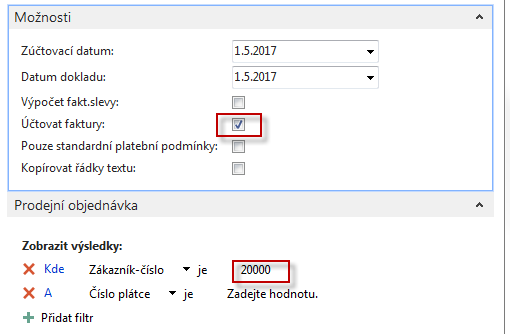 Možnosti
Zúčtovací datum: 1.5.2017
Datum dokladu: 1.5.2017
Výpočet fakt.slevy:
Účtovat faktury:
Pouze standardní platební podmínky:
Kopírovat řádky textu:
Prodejní objednávka
Zobrazit výsledky:
Kde Zákazník-číslo je 20000
A Číslo plátce je Zadejte hodnotu.
Přidat filtr